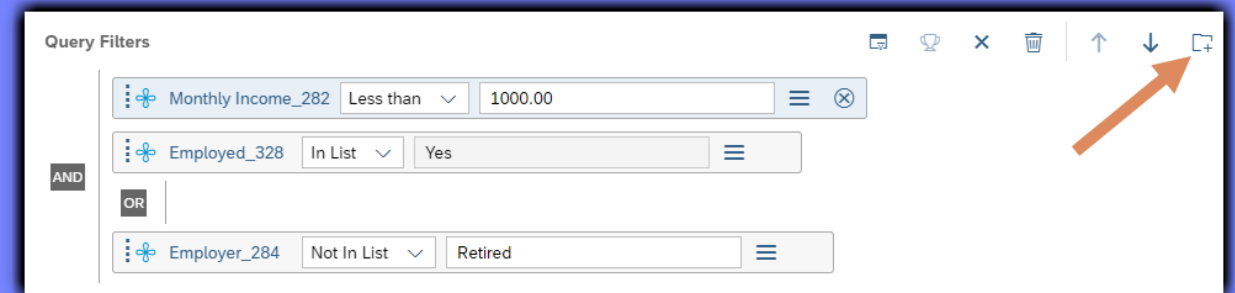 Query Filters
Monthly Income_282 Less than 1000.00
Employed_328 In List Yes
AND
OR
Employer_284 Not In List Retired